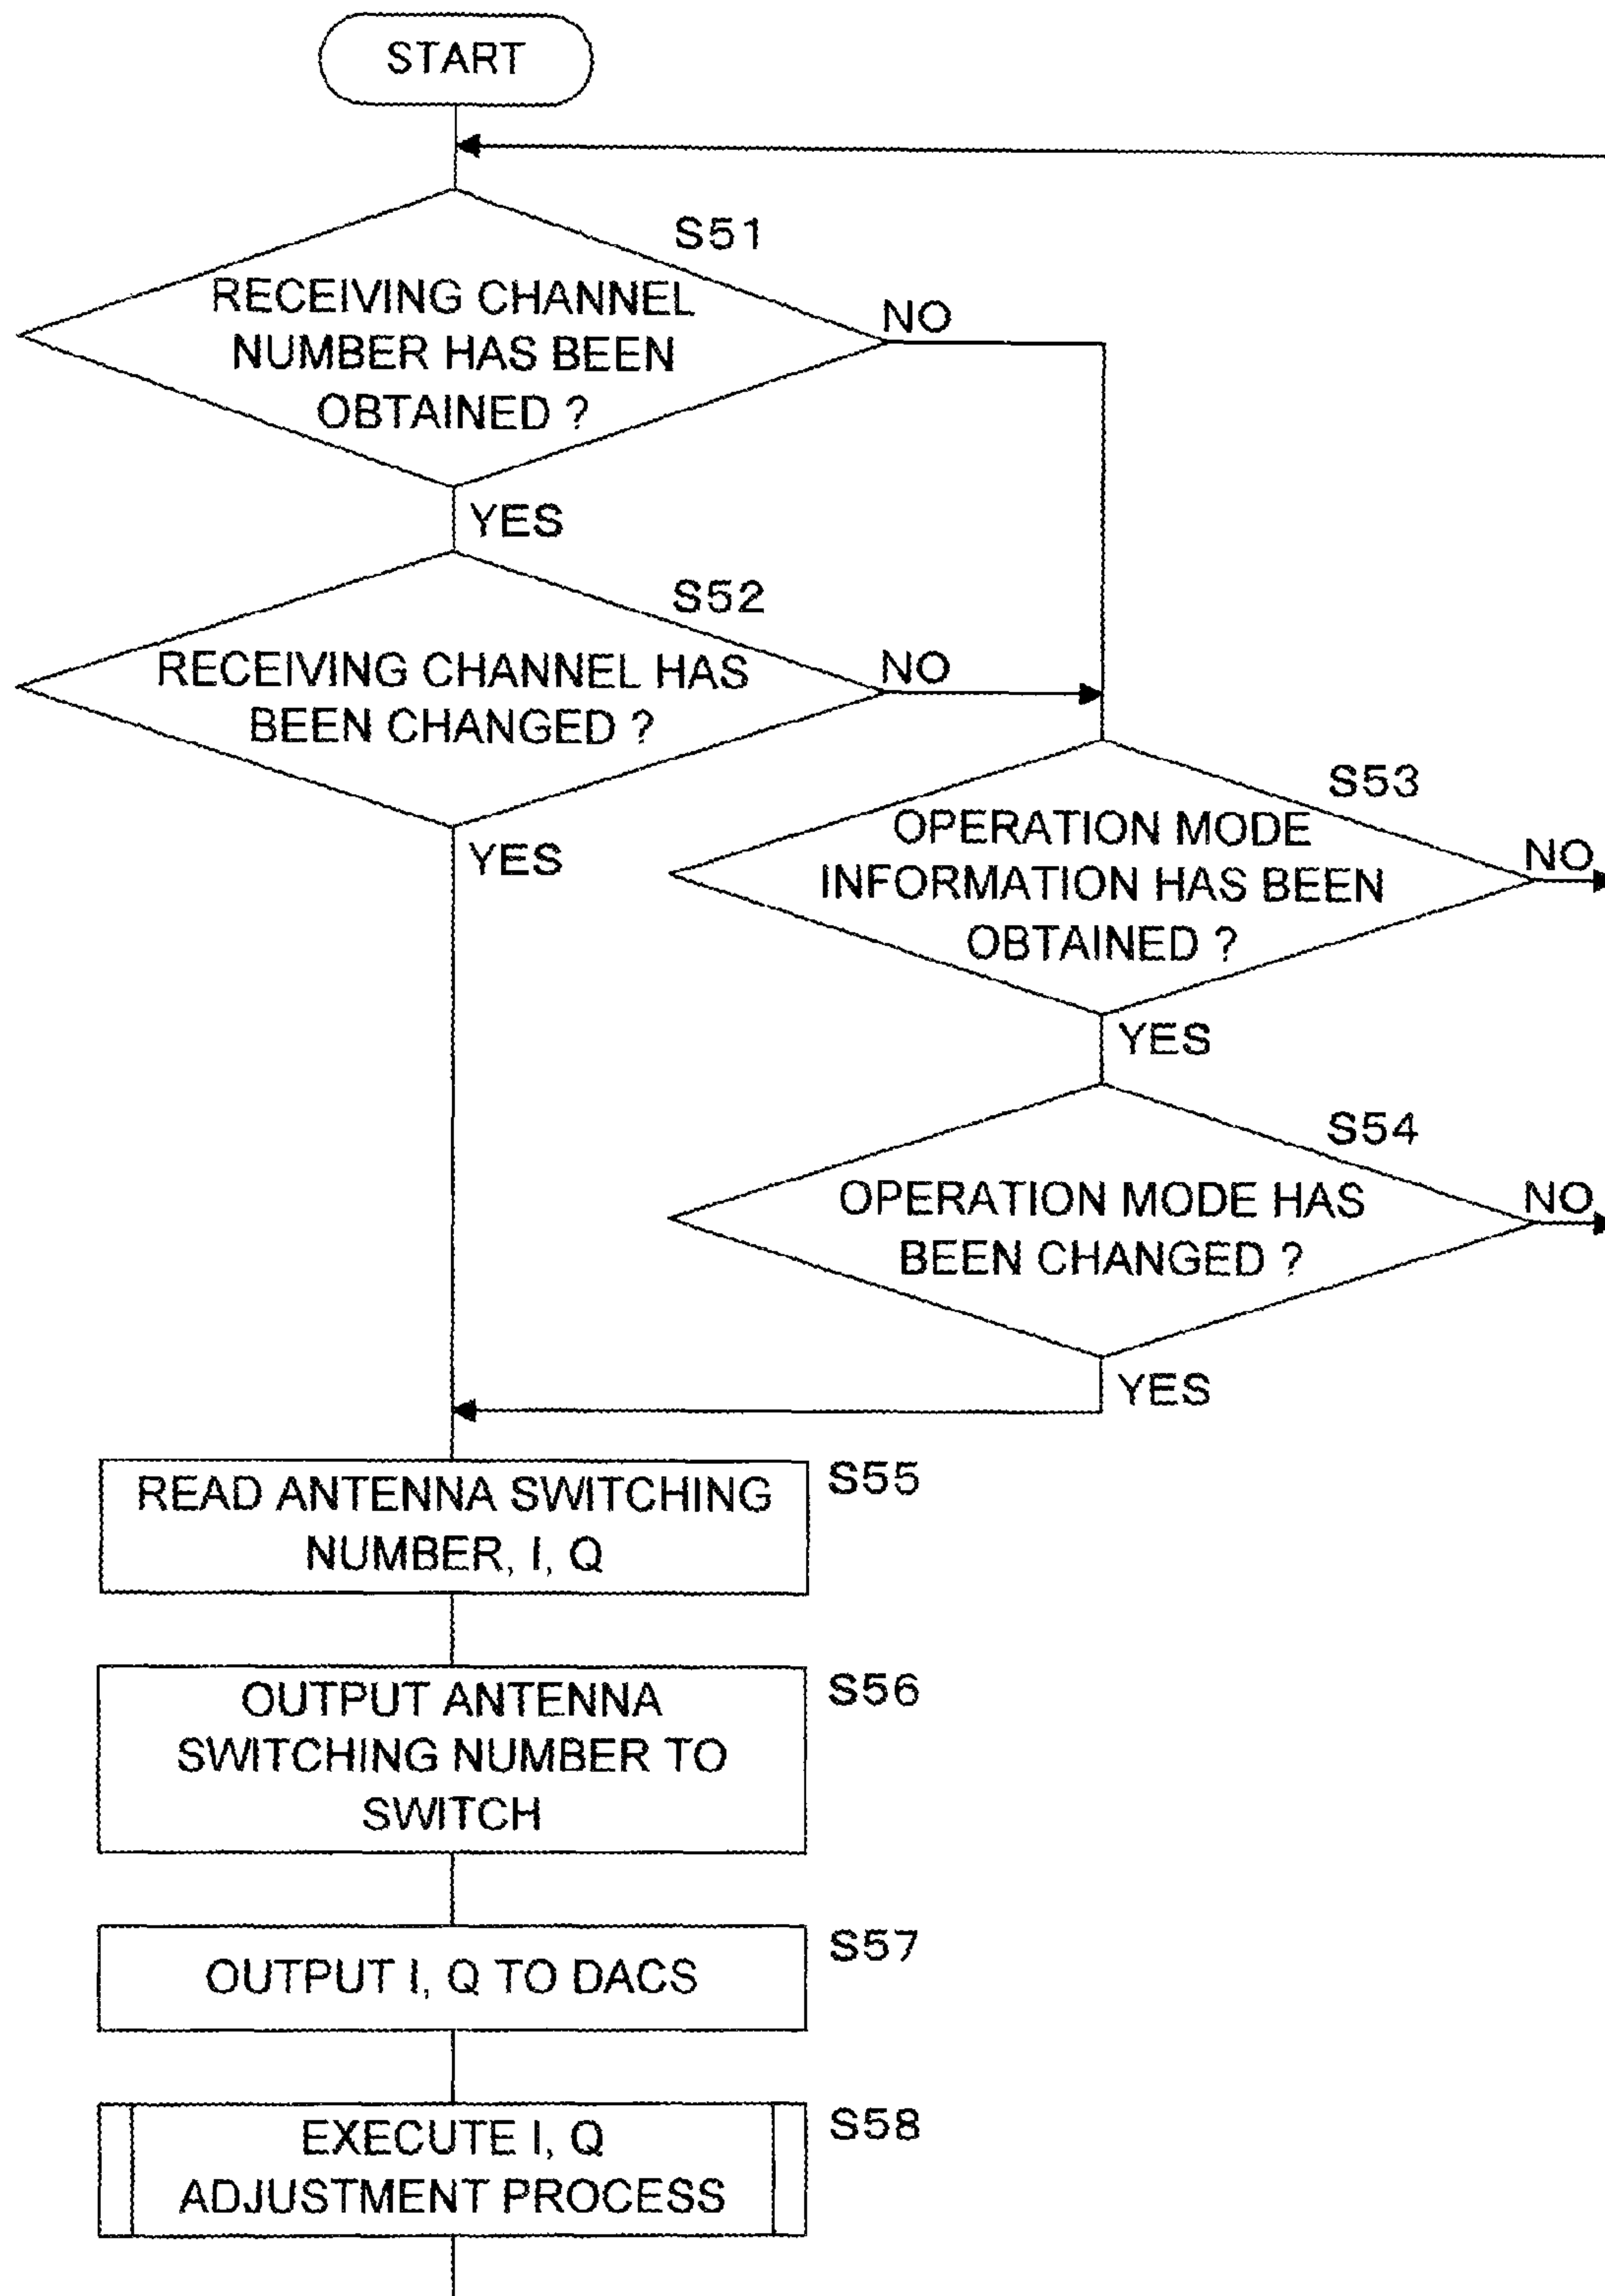 START
S51
RECEIVING CHANNEL
NUMBER HAS BEEN
OBTAINED ?
NO
YES
S52
RECEIVING CHANNEL HAS
BEEN CHANGED ?
NO
YES
S53
OPERATION MODE
INFORMATION HAS BEEN
OBTAINED ?
NO
YES
S54
OPERATION MODE HAS
BEEN CHANGED ?
NO
YES
READ ANTENNA SWITCHING
NUMBER, I, Q
S55
OUTPUT ANTENNA
SWITCHING NUMBER TO
SWITCH
S56
OUTPUT I, Q TO DACS
S57
EXECUTE I, Q
ADJUSTMENT PROCESS
S58